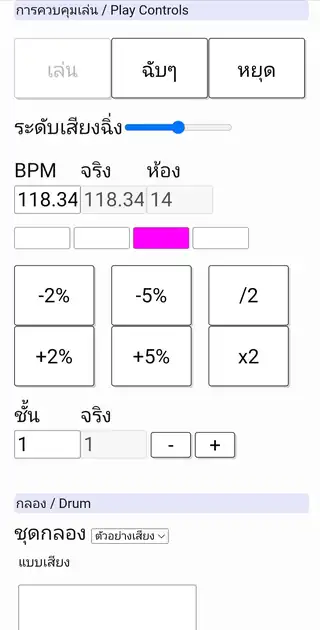 การควบคุมเล่น / Play Controls
เล่น ฉับๆ หยุด
ระดับเสียงฉิ่ง
BPM จริง ห้อง
118.34 118.34 14
-2% -5% /2
+2% +5% x2
ชั้น จริง
1 1 - +
กลอง / Drum
ชุดกลอง ตัวอย่างเสียง
แบบเสียง